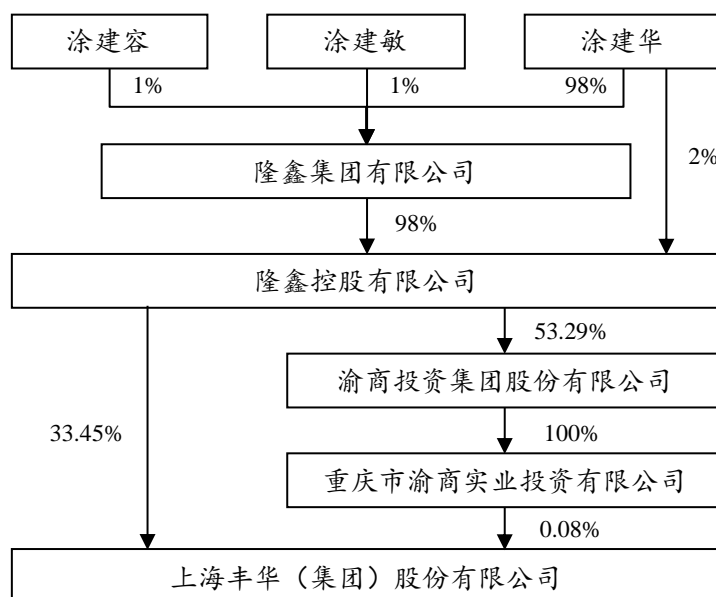 涂建容
涂建敏
涂建华
1%
1%
98%
隆鑫集团有限公司
2%
98%
隆鑫控股有限公司
53.29%
渝商投资集团股份有限公司
33.45%
100%
重庆市渝商实业投资有限公司
0.08%
上海丰华（集团）股份有限公司